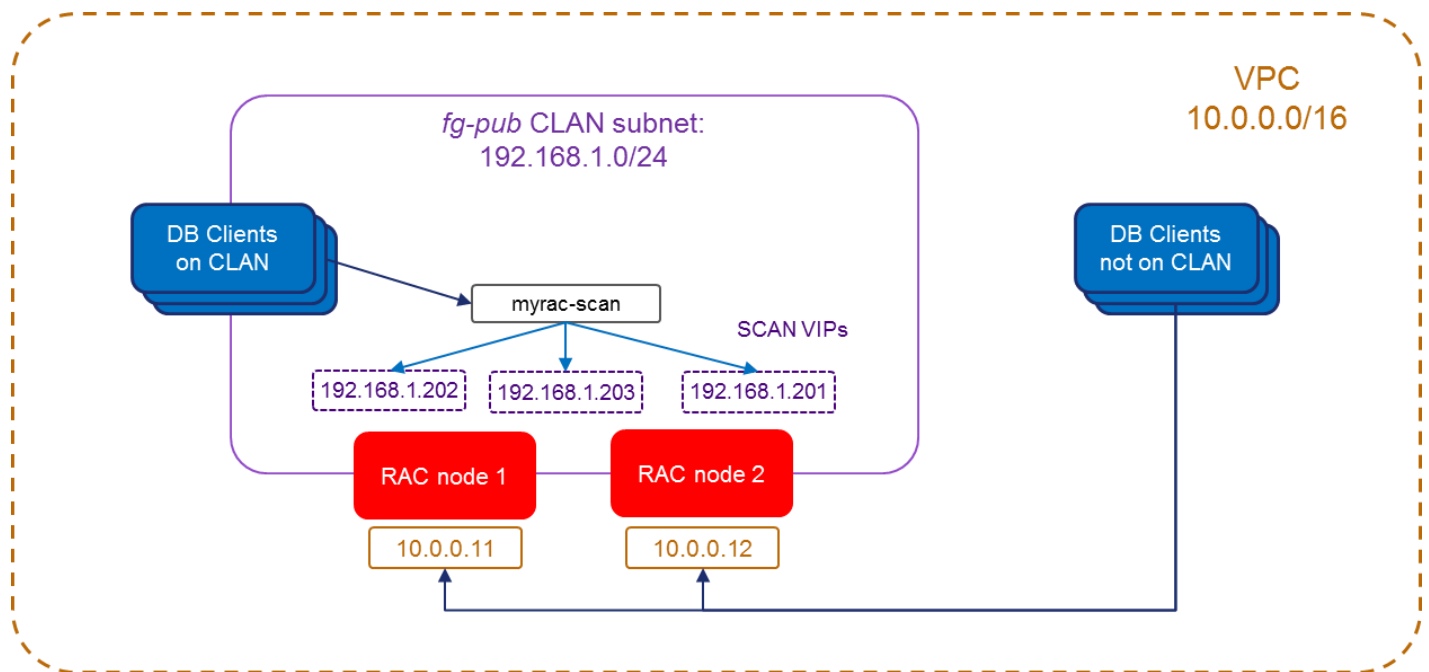 VPC
10.0.0.0/16
fg-pub CLAN subnet:
192.168.1.0/24
DB Clients
on CLAN
DB Clients
not on CLAN
myrac-scan
SCAN VIPs
192.168.1.202
192.168.1.203
192.168.1.201
RAC node 1
RAC node 2
10.0.0.11
10.0.0.12